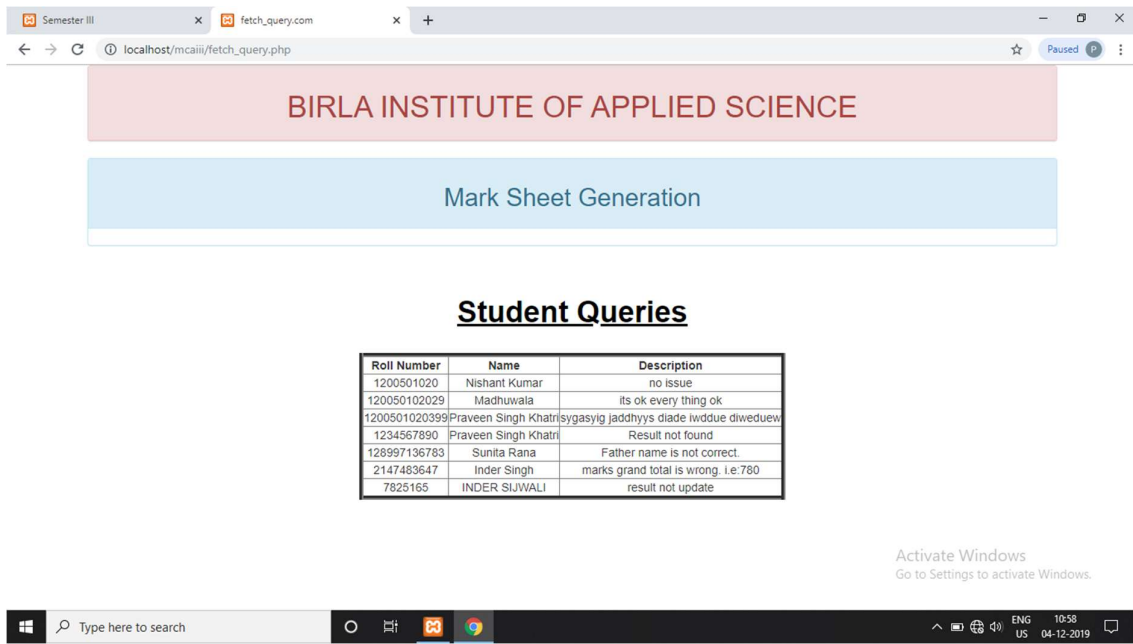 Semester III
fetch_query.com
localhost/mcaiii/fetch_query.php
Paused P
BIRLA INSTITUTE OF APPLIED SCIENCE
Mark Sheet Generation
Student Queries
Roll Number Name Description
1200501020 Nishant Kumar no issue
120050102029 Madhuwala its ok every thing ok
1200501020399 Praveen Singh Khatri sygasyig jaddhyys diade iwddue diweduew
1234567890 Praveen Singh Khatri Result not found
128997136783 Sunita Rana Father name is not correct.
2147483647 Inder Singh marks grand total is wrong. i.e:780
7825165 INDER SIJWALI result not update
Activate Windows
Go to Settings to activate Windows.
Type here to search
ENG 10:58
US 04-12-2019